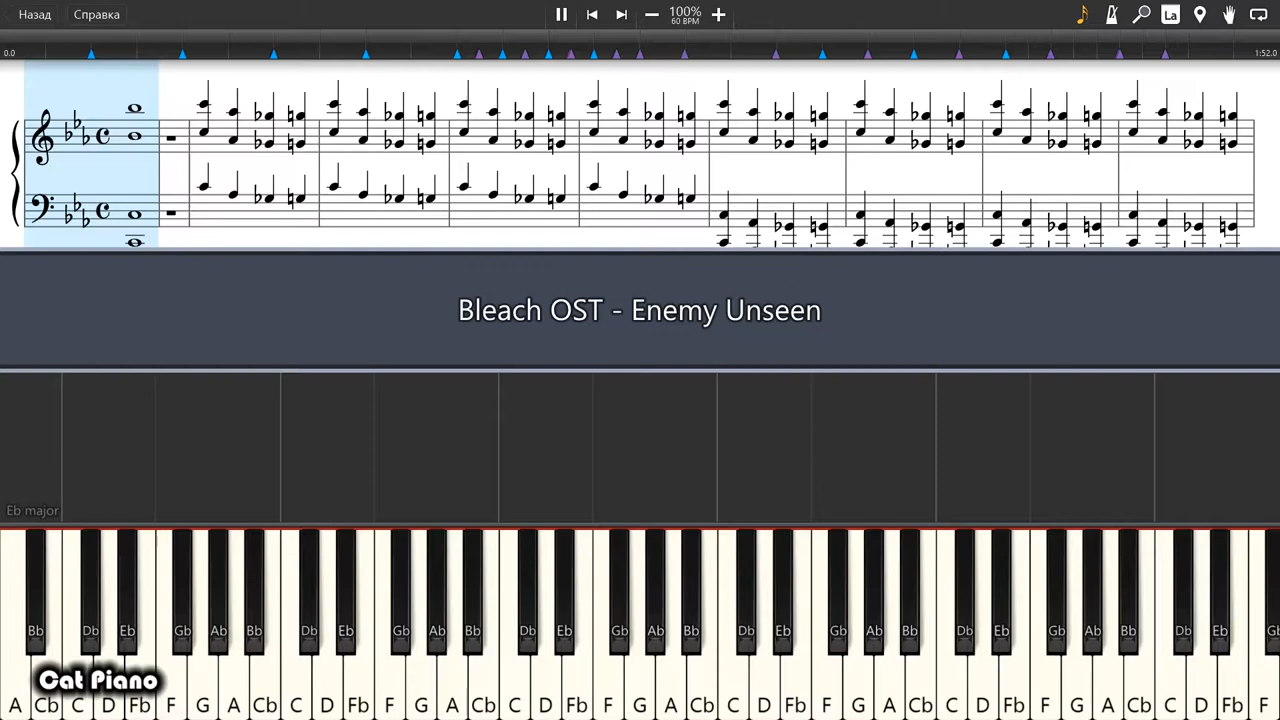 Назад Справка 100% La
60 BPM
0.0 1:52.0
Bleach OST - Enemy Unseen
Eb major
Bb Db Eb Gb Ab Bb Db Eb Gb Ab Bb Db Eb Gb Ab Bb Db Eb Gb Ab Bb Db Eb Gb Ab Bb Db Eb Gb
Cat Piano
A Cb C D Fb F G A Cb C D Fb F G A Cb C D Fb F G A Cb C D Fb F G A Cb C D Fb F G A Cb C D Fb F